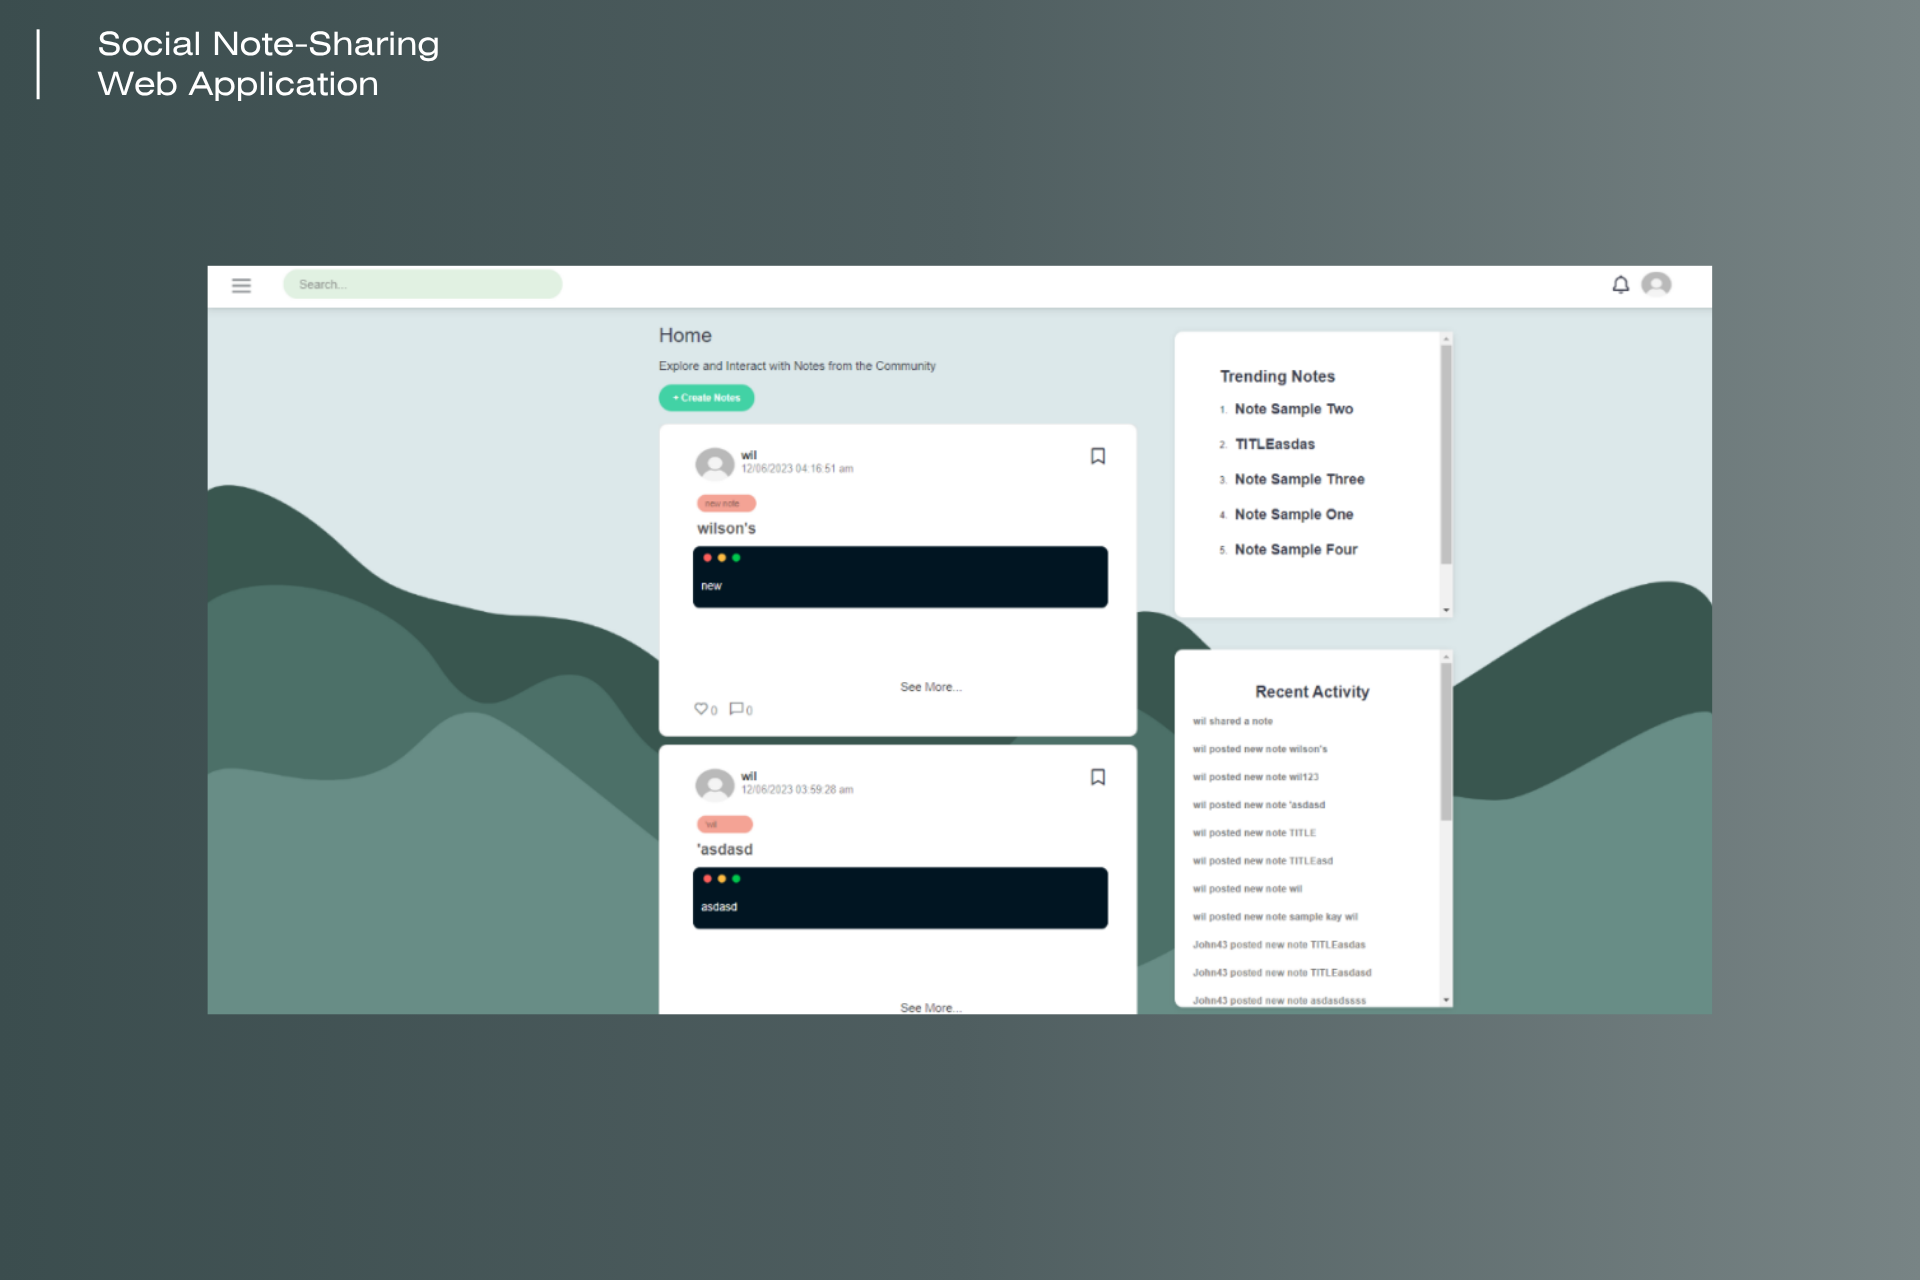 Social Note-Sharing
Web Application
Search...
Home
Explore and Interact with Notes from the Community
+ Create Notes
wil
12/06/2023 04:16:51 am
new note
wilson's
new
See More...
0 0
wil
12/06/2023 03:59:28 am
'wil
'asdasd
asdasd
See More...
Trending Notes
1. Note Sample Two
2. TITLEasdas
3. Note Sample Three
4. Note Sample One
5. Note Sample Four
Recent Activity
wil shared a note
wil posted new note wilson's
wil posted new note wil123
wil posted new note 'asdasd
wil posted new note TITLE
wil posted new note TITLEasd
wil posted new note wil
wil posted new note sample kay wil
John43 posted new note TITLEasdas
John43 posted new note TITLEasdasd
John43 posted new note asdasdssss